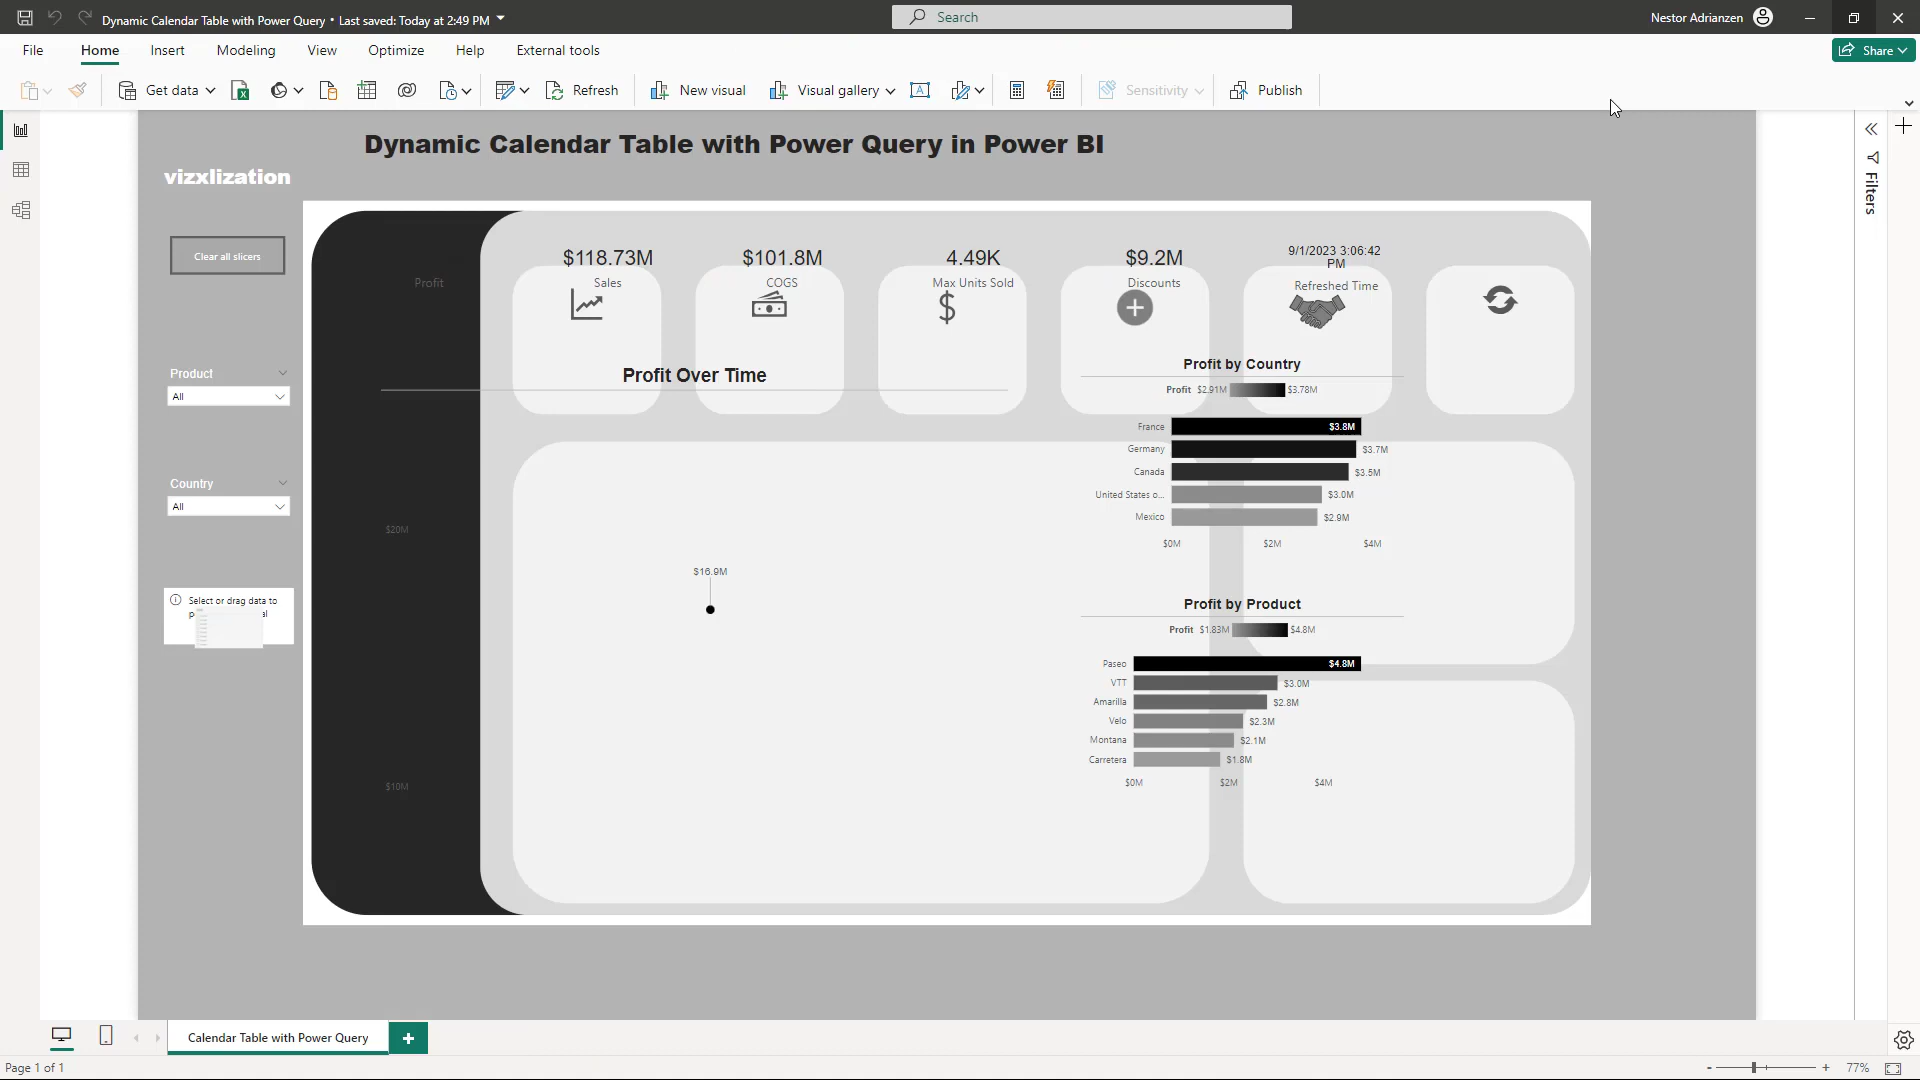 Dynamic Calendar Table with Power Query • Last saved: Today at 2:49 PM
Search
Nestor Adrianzen
File
Home
Insert
Modeling
View
Optimize
Help
External tools
Share
Get data
Refresh
New visual
Visual gallery
Sensitivity
Publish
Dynamic Calendar Table with Power Query in Power BI
vizxlization
Clear all slicers
Profit
$118.73M
Sales
$101.8M
COGS
4.49K
Max Units Sold
$9.2M
Discounts
9/1/2023 3:06:42
PM
Refreshed Time
Filters
Product
All
Country
All
Select or drag data to
Profit Over Time
$20M
$16.9M
$10M
Profit by Country
Profit $2.91M $3.78M
France $3.8M
Germany $3.7M
Canada $3.5M
United States o... $3.0M
Mexico $2.9M
$0M $2M $4M
Profit by Product
Profit $1.83M $4.8M
Paseo $4.8M
VTT $3.0M
Amarilla $2.8M
Velo $2.3M
Montana $2.1M
Carretera $1.8M
$0M $2M $4M
Calendar Table with Power Query
Page 1 of 1
77%